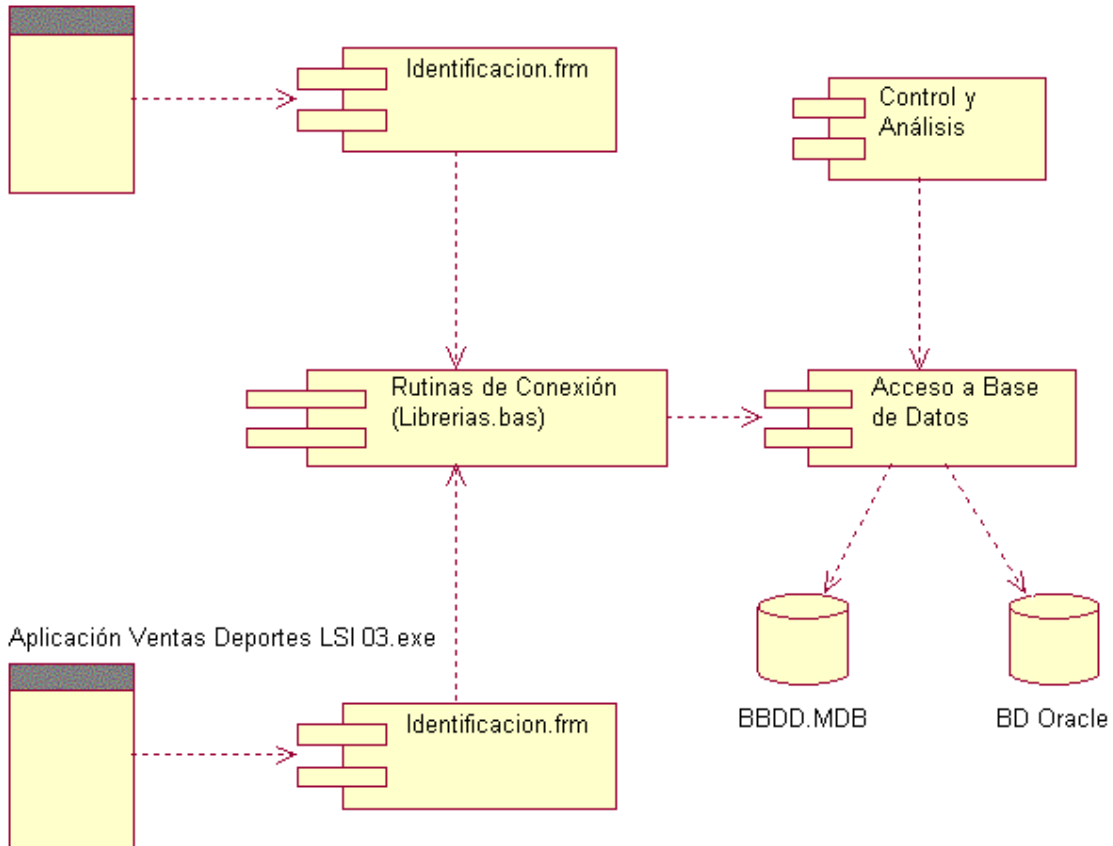 Identificacion.frm
Control y
Análisis
Rutinas de Conexión
(Librerias.bas)
Acceso a Base
de Datos
BBDD.MDB
BD Oracle
Aplicación Ventas Deportes LSI 03.exe
Identificacion.frm